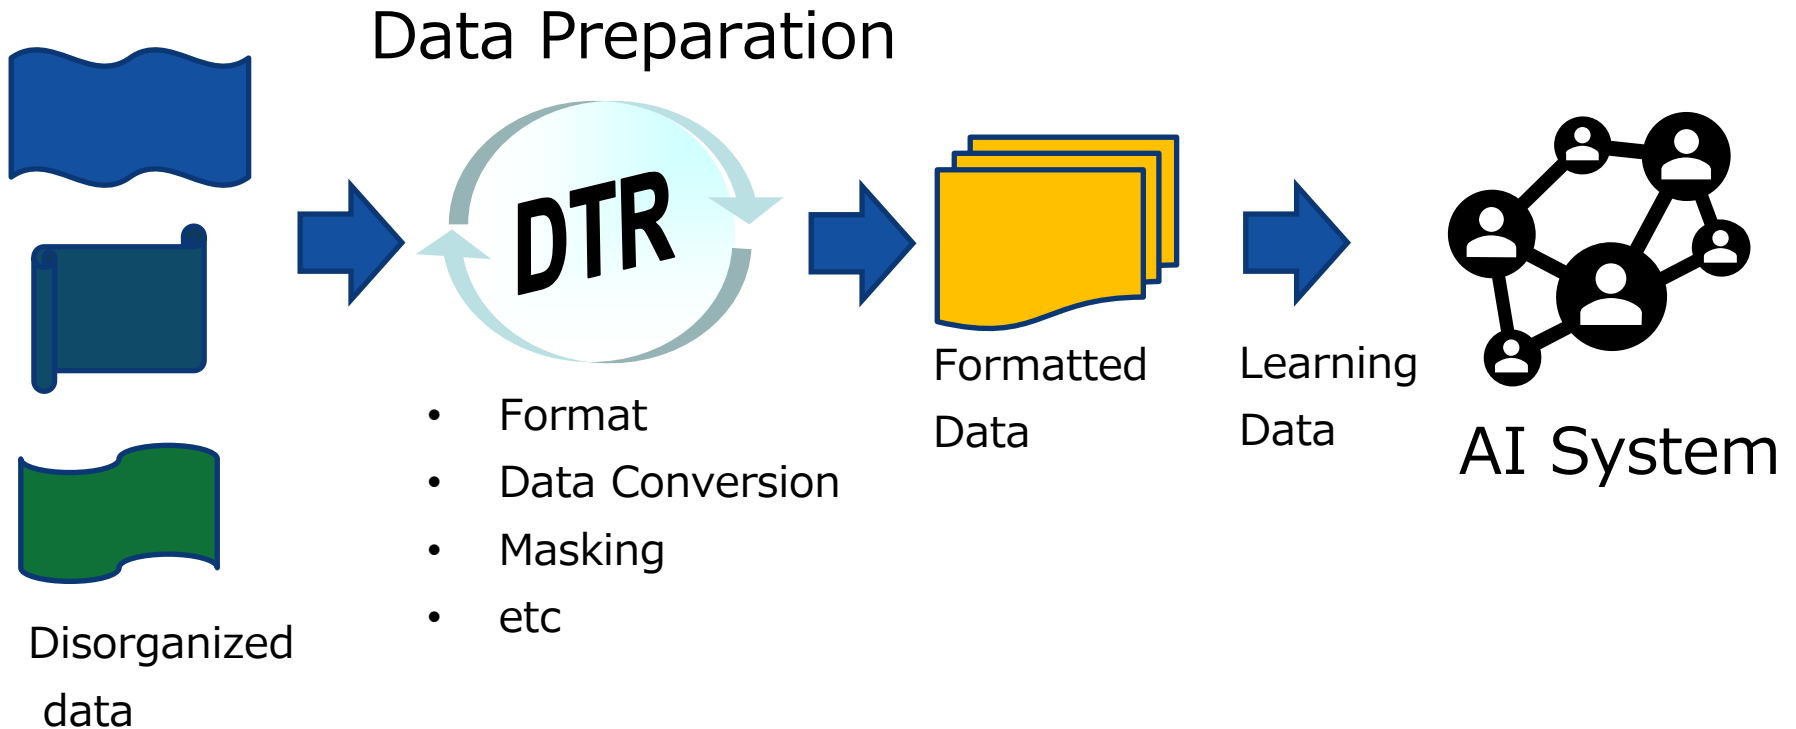 Data Preparation
DTR
• Format
• Data Conversion
• Masking
• etc
Disorganized
data
Formatted
Data
Learning
Data
AI System